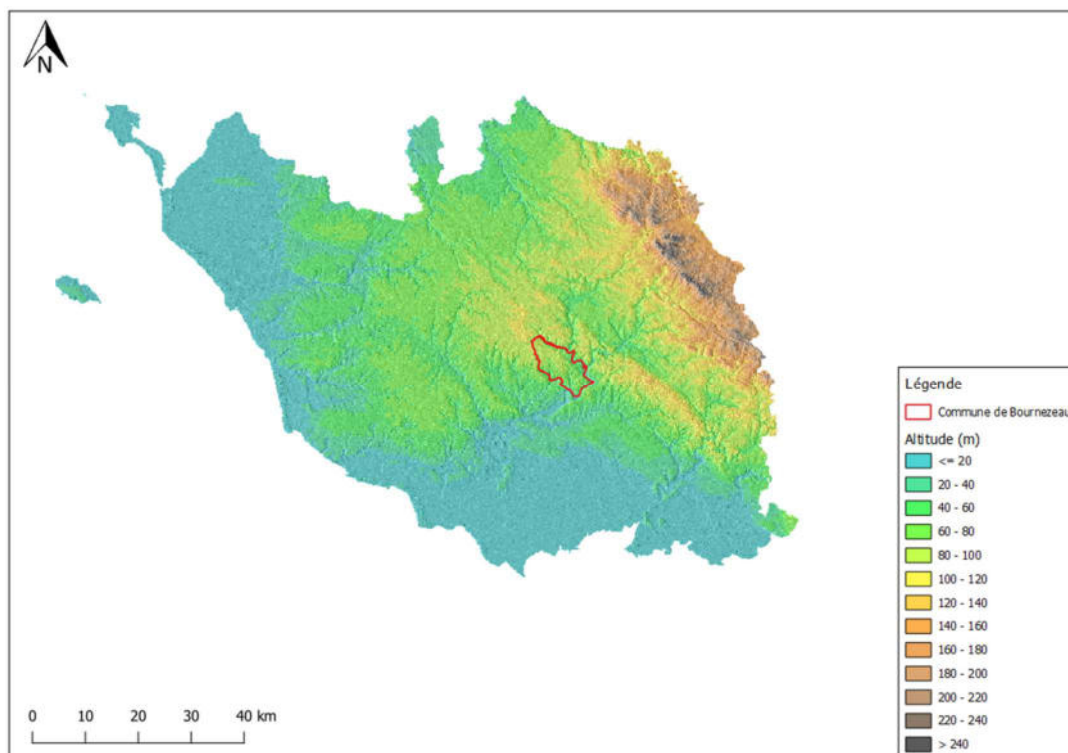 N
Légende
Commune de Bournezeau
Altitude (m)
<= 20
20 - 40
40 - 60
60 - 80
80 - 100
100 - 120
120 - 140
140 - 160
160 - 180
180 - 200
200 - 220
220 - 240
> 240
0 10 20 30 40 km